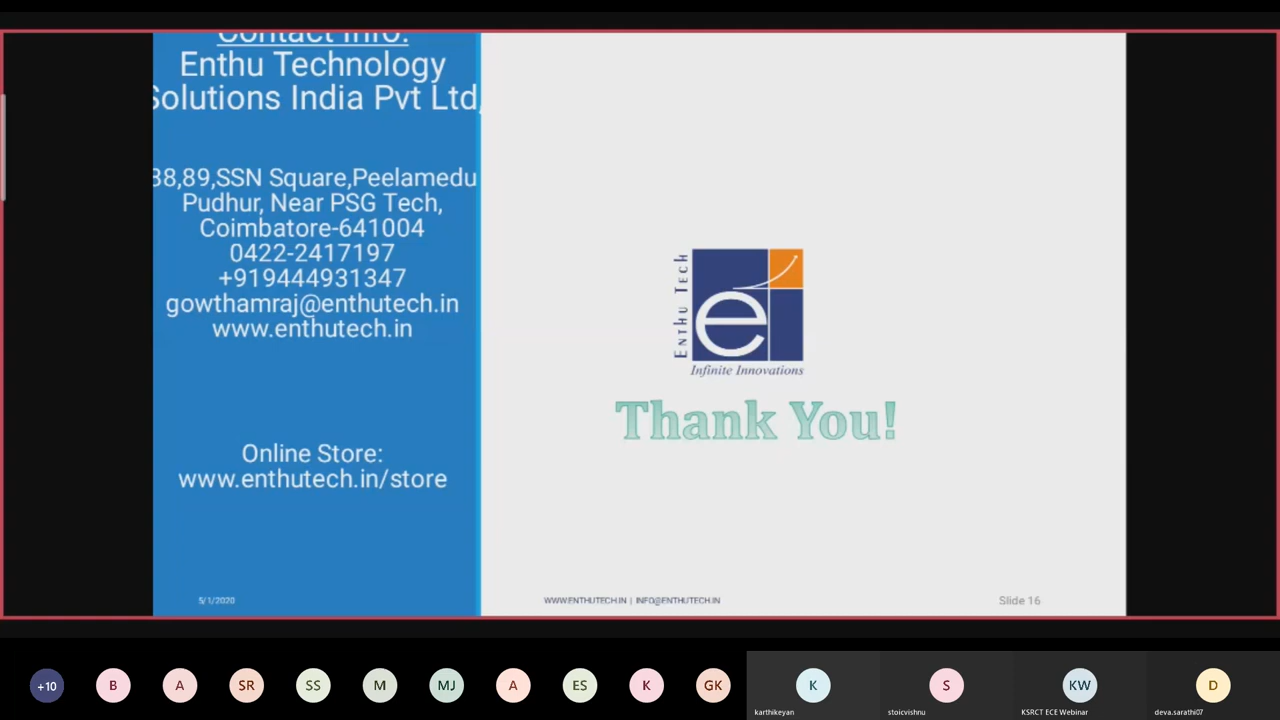 Contact Info:
Enthu Technology
Solutions India Pvt Ltd,
88,89,SSN Square,Peelamedu
Pudhur, Near PSG Tech,
Coimbatore-641004
0422-2417197
+919444931347
gowthamraj@enthutech.in
www.enthutech.in
Online Store:
www.enthutech.in/store
Enthu Tech
e
Infinite Innovations
Thank You!
5/1/2020
WWW.ENTHUTECH.IN | INFO@ENTHUTECH.IN
Slide 16
+10
B
A
SR
SS
M
MJ
A
ES
K
GK
K
S
KW
D
karthikeyan
stoicvishnu
KSRCT ECE Webinar
deva.sarathi07